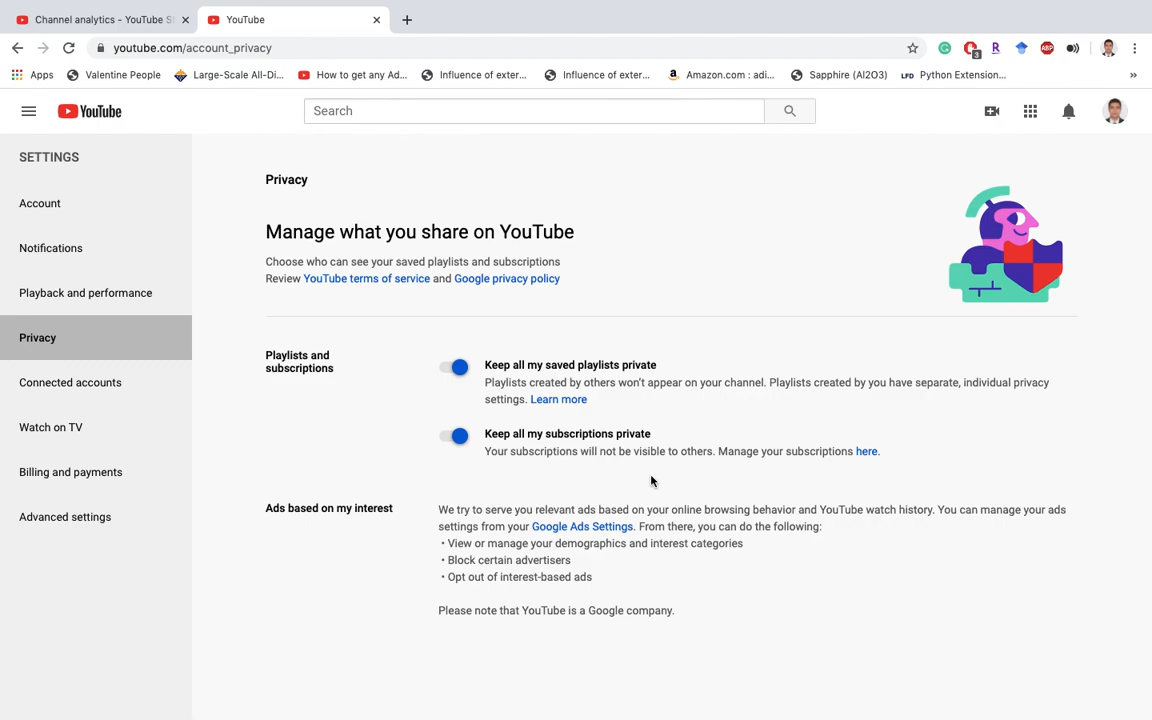 Channel analytics - YouTube S
YouTube
youtube.com/account_privacy
ABP
3
R
Apps
Valentine People
Large-Scale All-Di...
How to get any Ad...
Influence of exter...
Influence of exter...
Amazon.com : adi...
Sapphire (Al2O3)
LFD Python Extension...
YouTube
Search
SETTINGS
Account
Notifications
Playback and performance
Privacy
Connected accounts
Watch on TV
Billing and payments
Advanced settings
Privacy
Manage what you share on YouTube
Choose who can see your saved playlists and subscriptions
Review YouTube terms of service and Google privacy policy
Playlists and
subscriptions
Keep all my saved playlists private
Playlists created by others won't appear on your channel. Playlists created by you have separate, individual privacy
settings. Learn more
Keep all my subscriptions private
Your subscriptions will not be visible to others. Manage your subscriptions here.
Ads based on my interest
We try to serve you relevant ads based on your online browsing behavior and YouTube watch history. You can manage your ads
settings from your Google Ads Settings. From there, you can do the following:
• View or manage your demographics and interest categories
• Block certain advertisers
• Opt out of interest-based ads
Please note that YouTube is a Google company.